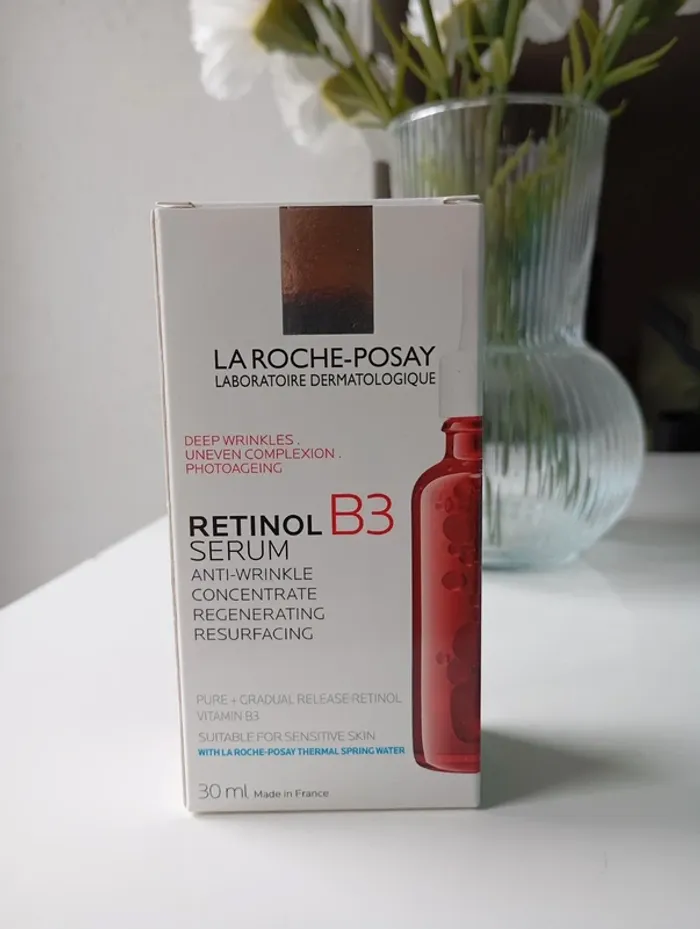 LA ROCHE-POSAY
LABORATOIRE DERMATOLOGIQUE
DEEP WRINKLES .
UNEVEN COMPLEXION .
PHOTOAGEING
RETINOL B3
SERUM
ANTI-WRINKLE
CONCENTRATE
REGENERATING
RESURFACING
PURE + GRADUAL RELEASE RETINOL
VITAMIN B3
SUITABLE FOR SENSITIVE SKIN
WITH LA ROCHE-POSAY THERMAL SPRING WATER
30 ml Made in France